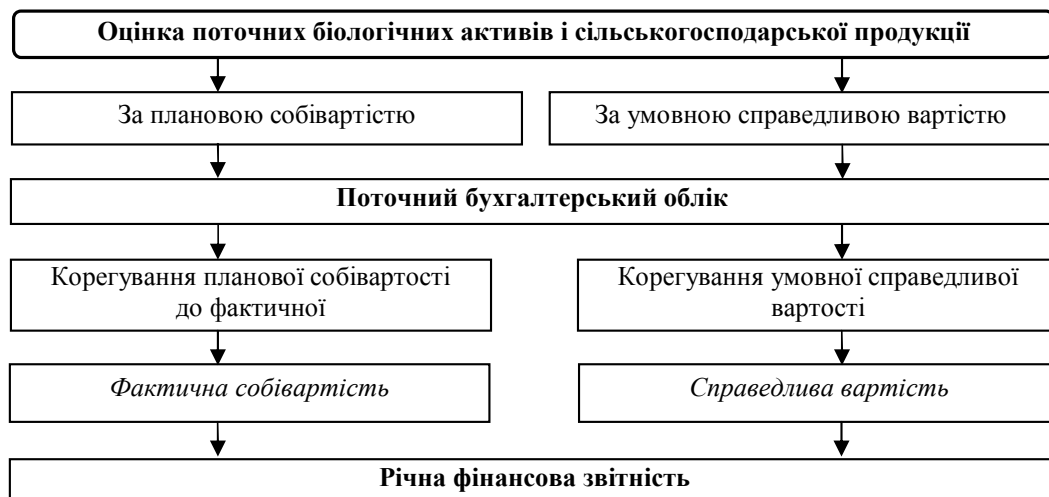 Оцінка поточних біологічних активів і сільськогосподарської продукції
За плановою собівартістю
За умовною справедливою вартістю
Поточний бухгалтерський облік
Корегування планової собівартості
до фактичної
Корегування умовної справедливої
вартості
Фактична собівартість
Справедлива вартість
Річна фінансова звітність